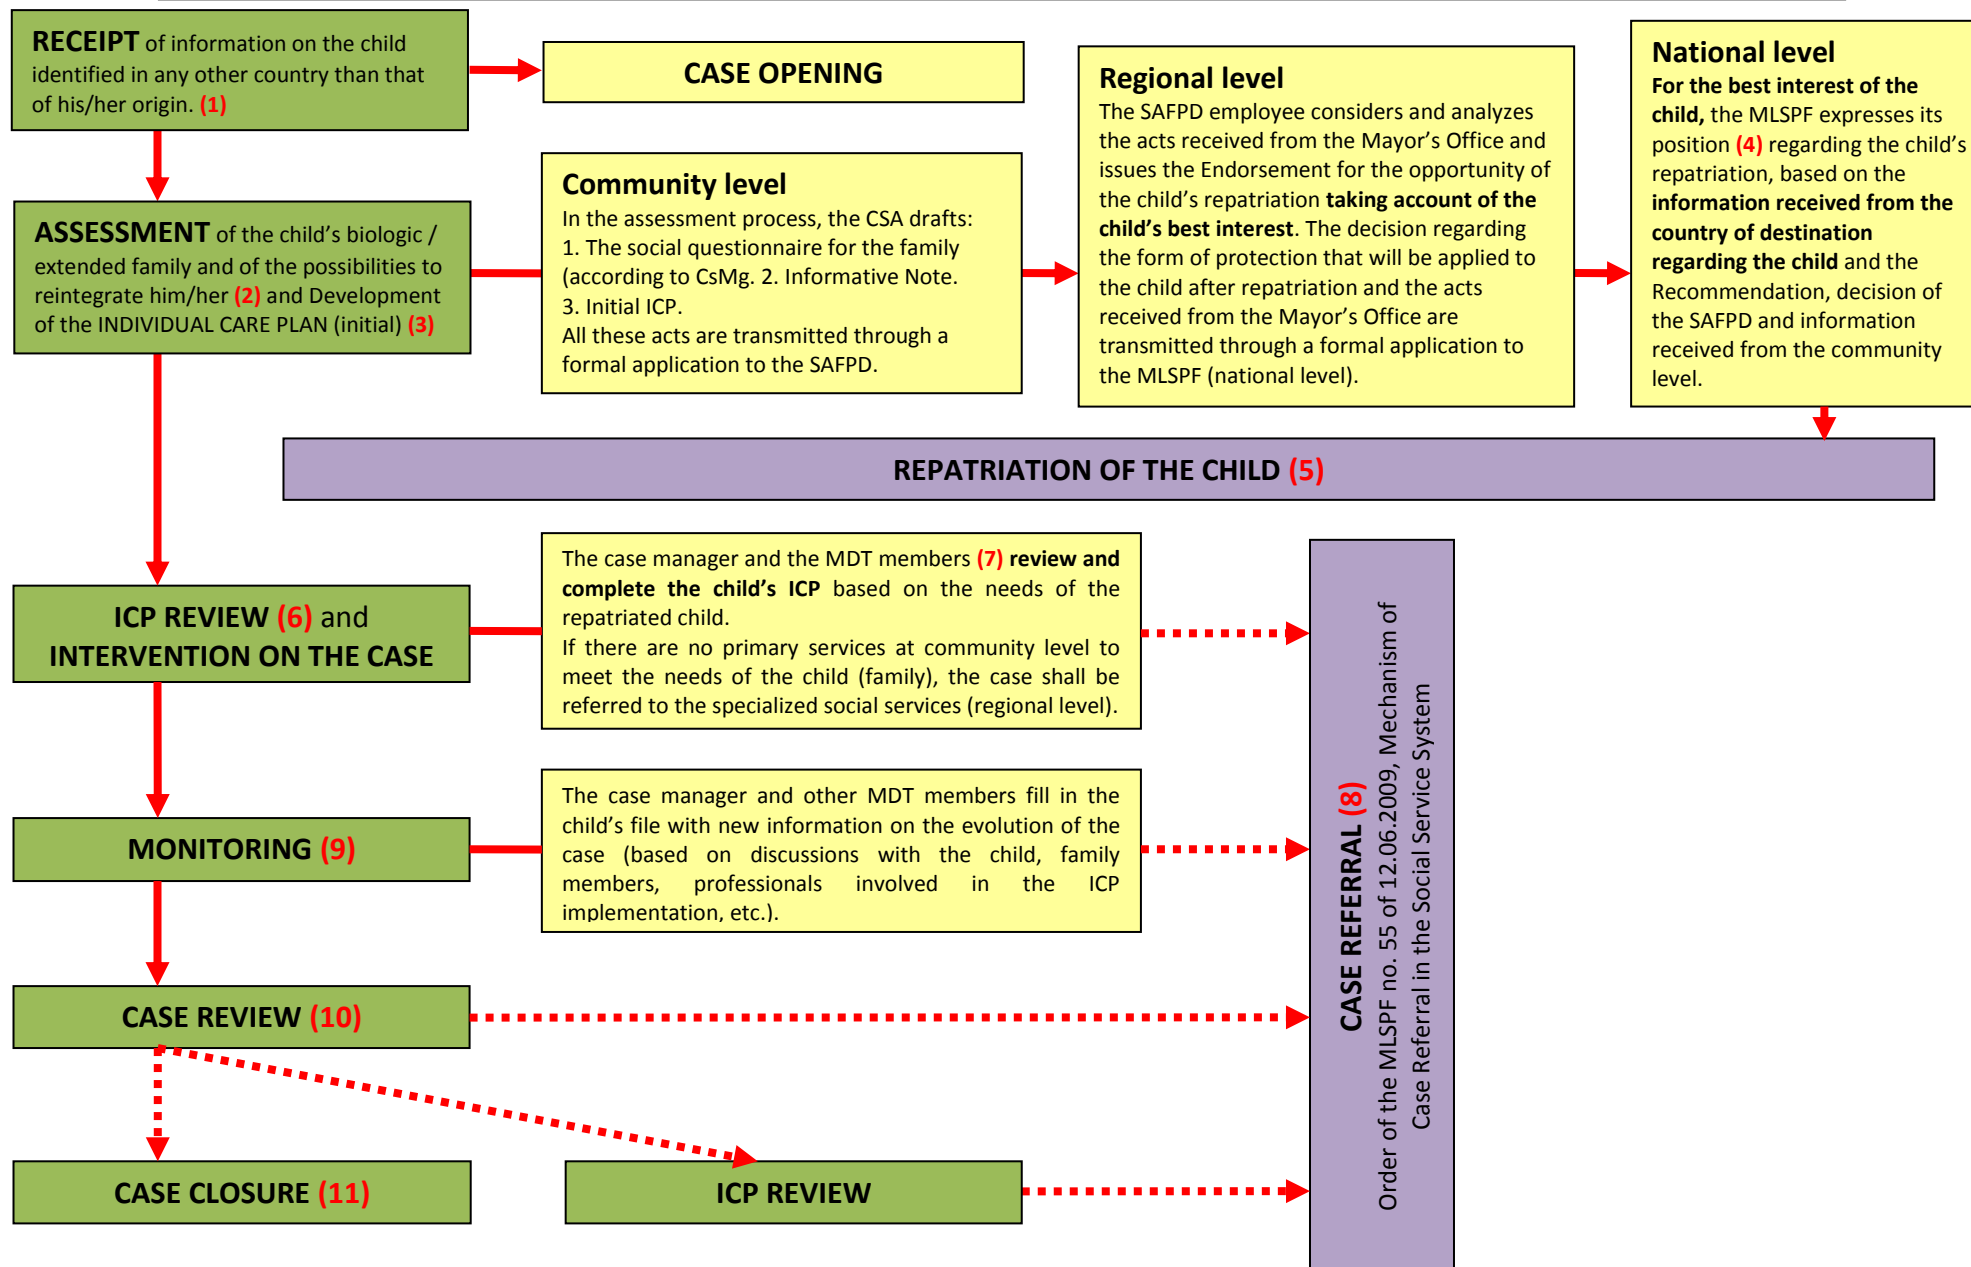 RECEIPT of information on the child
identified in any other country than that
of his/her origin. (1)
CASE OPENING
Regional level
The SAFPD employee considers and analyzes
the acts received from the Mayor's Office and
issues the Endorsement for the opportunity of
the child's repatriation taking account of the
child's best interest. The decision regarding
the form of protection that will be applied to
the child after repatriation and the acts
received from the Mayor's Office are
transmitted through a formal application to
the MLSPF (national level).
National level
For the best interest of the
child, the MLSPF expresses its
position (4) regarding the child's
repatriation, based on the
information received from the
country of destination
regarding the child and the
Recommendation, decision of
the SAFPD and information
received from the community
level.
ASSESSMENT of the child's biologic /
extended family and of the possibilities to
reintegrate him/her (2) and Development
of the INDIVIDUAL CARE PLAN (initial) (3)
Community level
In the assessment process, the CSA drafts:
1. The social questionnaire for the family
(according to CsMg. 2. Informative Note.
3. Initial ICP.
All these acts are transmitted through a
formal application to the SAFPD.
REPATRIATION OF THE CHILD (5)
ICP REVIEW (6) and
INTERVENTION ON THE CASE
The case manager and the MDT members (7) review and
complete the child's ICP based on the needs of the
repatriated child.
If there are no primary services at community level to
meet the needs of the child (family), the case shall be
referred to the specialized social services (regional level).
MONITORING (9)
The case manager and other MDT members fill in the
child's file with new information on the evolution of the
case (based on discussions with the child, family
members, professionals involved in the ICP
implementation, etc.).
CASE REFERRAL (8)
Order of the MLSPF no. 55 of 12.06.2009, Mechanism of
Case Referral in the Social Service System
CASE REVIEW (10)
CASE CLOSURE (11)
ICP REVIEW